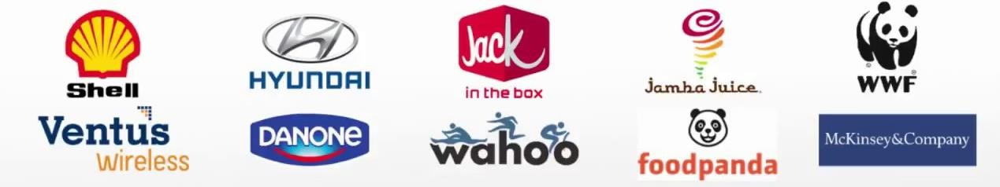 Shell
HYUNDAI
Jack
in the box
jamba juice
WWF
Ventus
wireless
DANONE
wahoo
foodpanda
McKinsey&Company